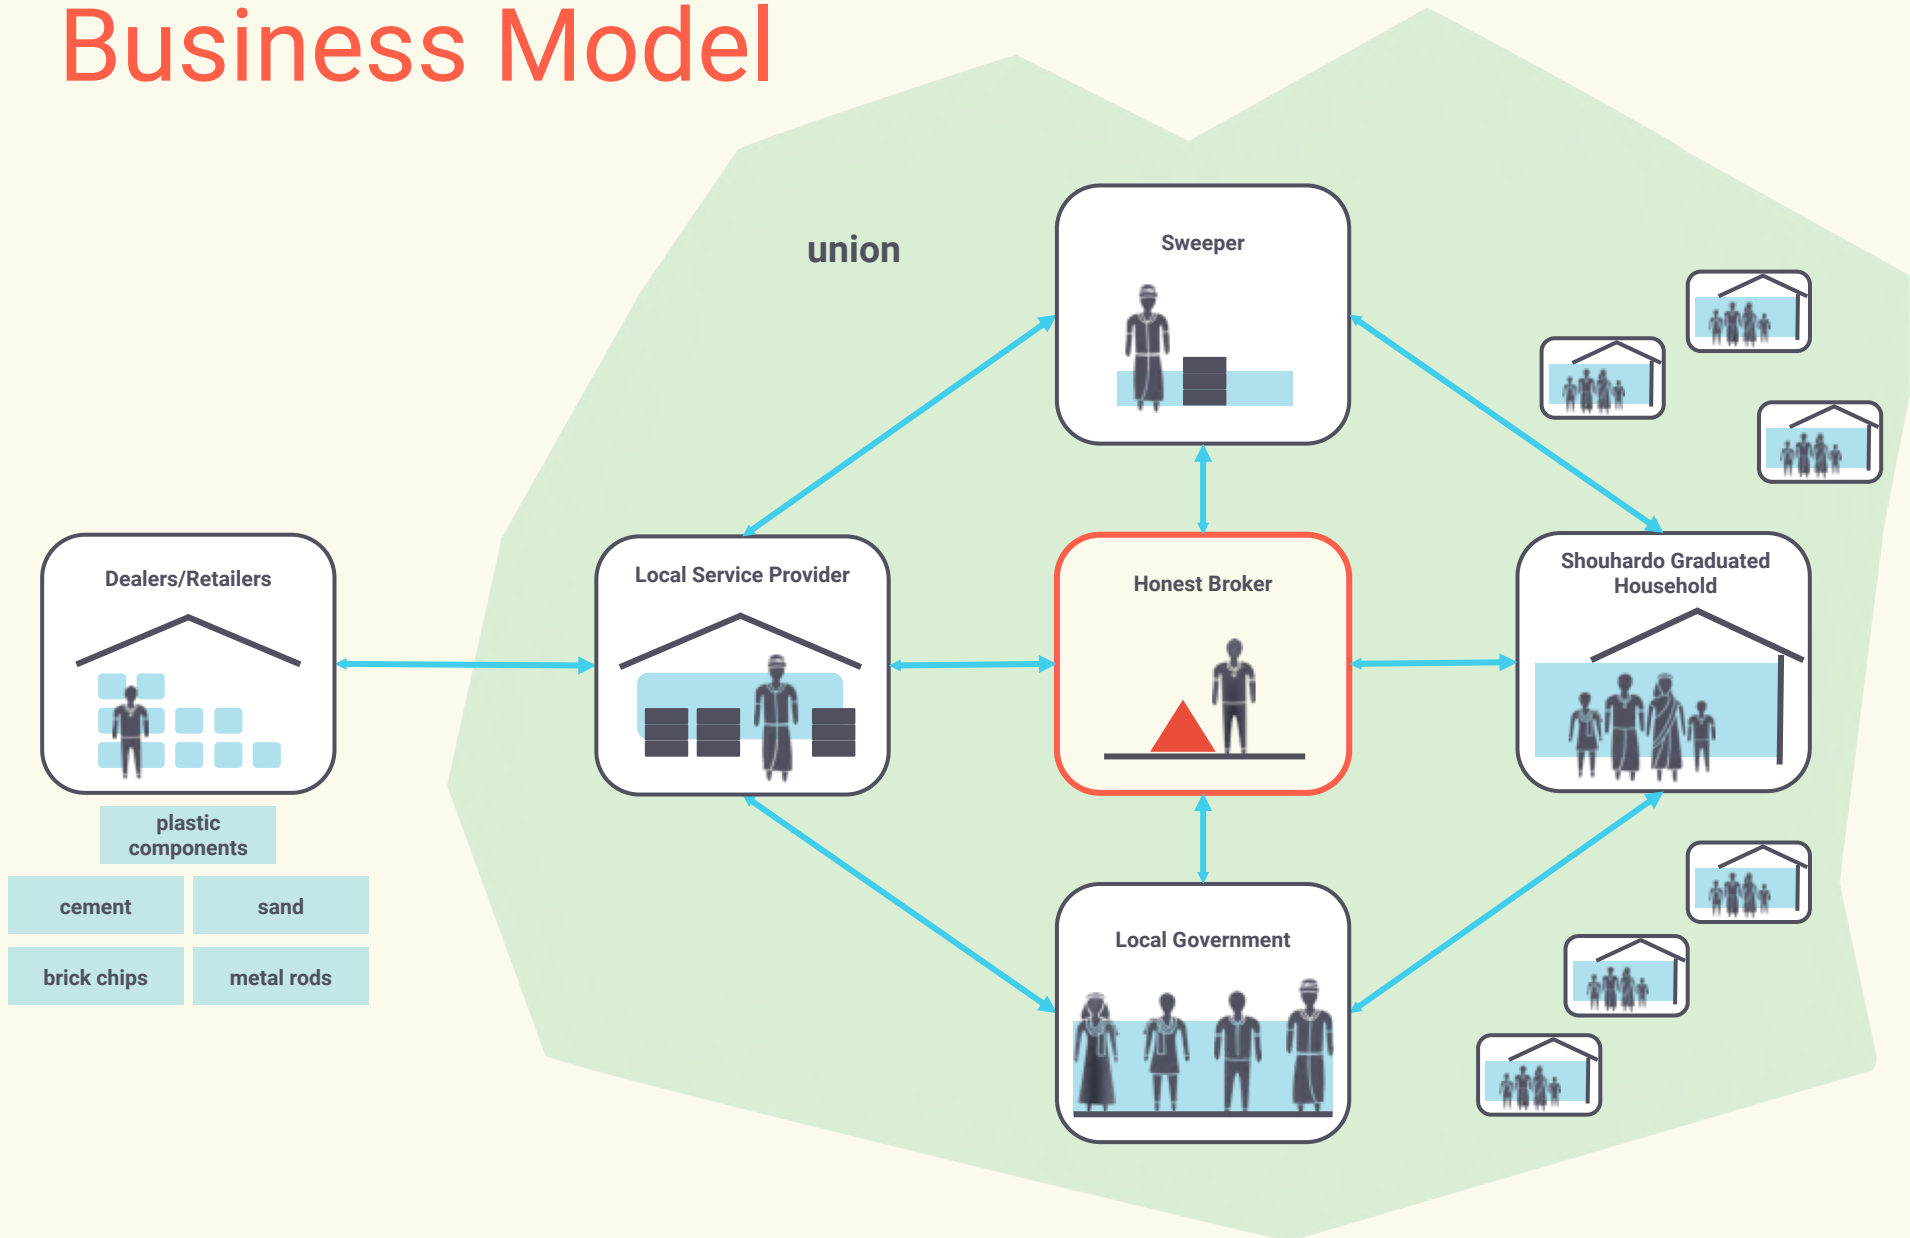 Business Model
union
Sweeper
Dealers/Retailers
Local Service Provider
Honest Broker
Shouhardo Graduated
Household
plastic
components
cement
sand
brick chips
metal rods
Local Government